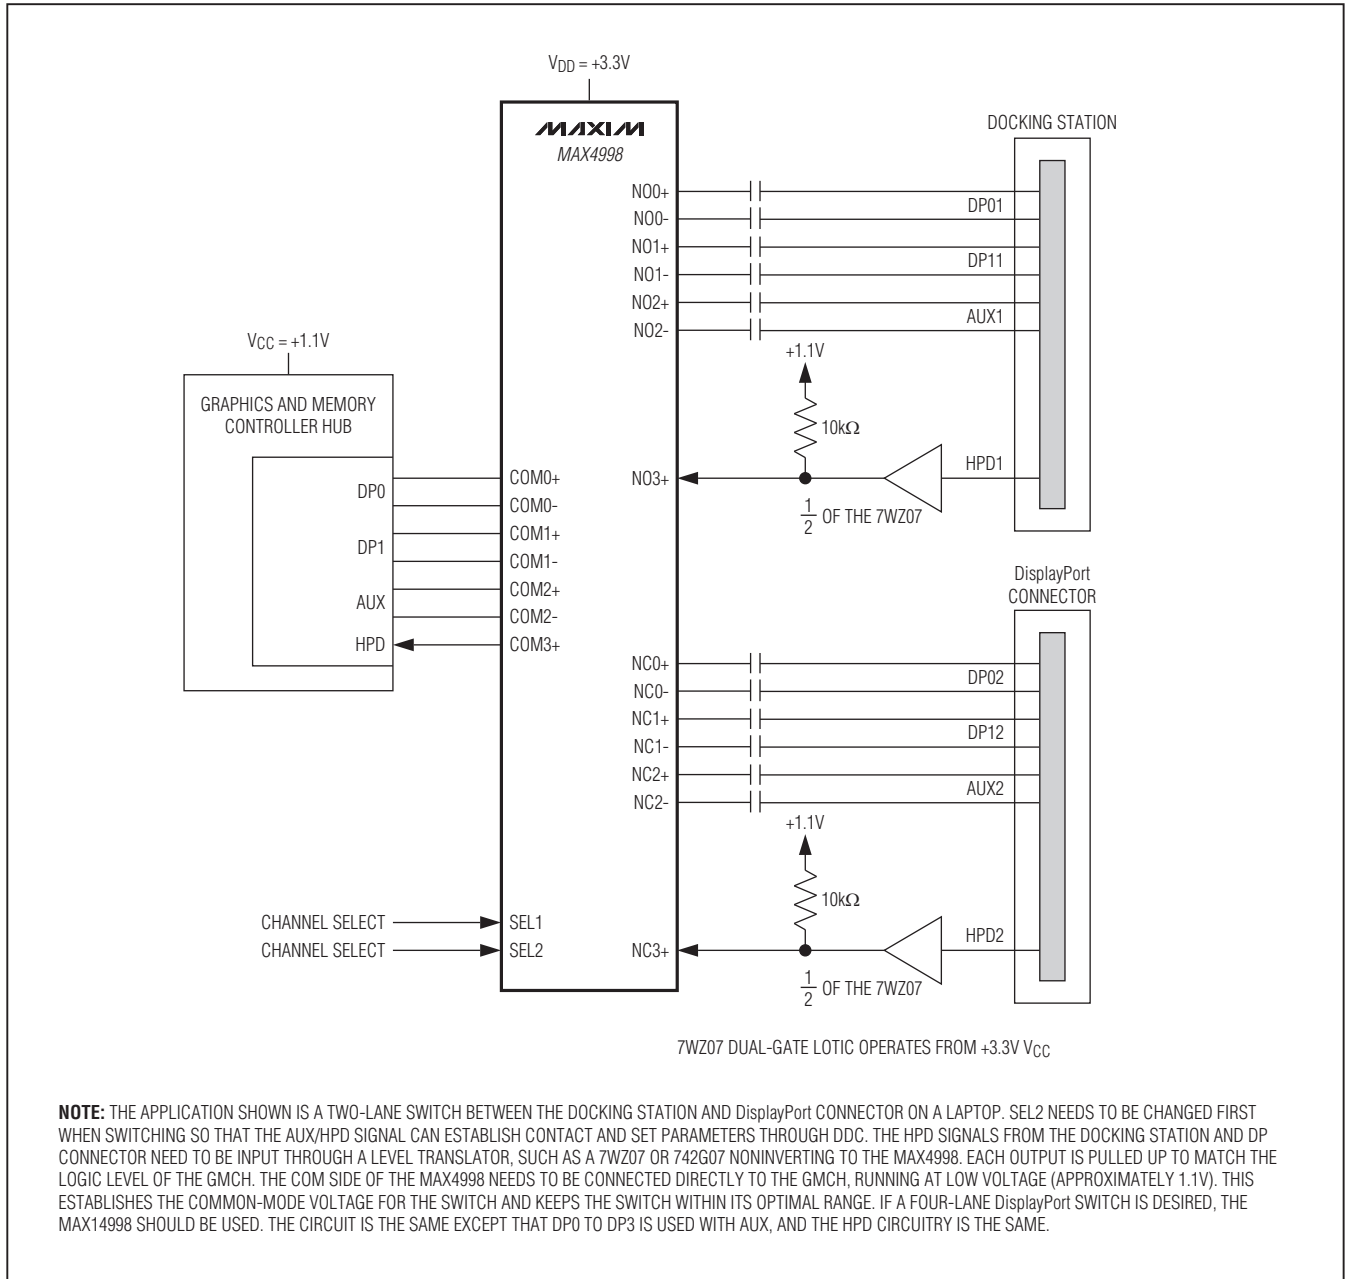 VDD = +3.3V
MAXIM
MAX4998
DOCKING STATION
NO0+
NO0-
NO1+
NO1-
NO2+
NO2-
DP01
DP11
AUX1
+1.1V
10kΩ
NO3+
HPD1
1/2 OF THE 7WZ07
VCC = +1.1V
GRAPHICS AND MEMORY
CONTROLLER HUB
DP0
DP1
AUX
HPD
COM0+
COM0-
COM1+
COM1-
COM2+
COM2-
COM3+
DisplayPort
CONNECTOR
NC0+
NC0-
NC1+
NC1-
NC2+
NC2-
DP02
DP12
AUX2
+1.1V
10kΩ
CHANNEL SELECT
CHANNEL SELECT
SEL1
SEL2
NC3+
HPD2
1/2 OF THE 7WZ07
7WZ07 DUAL-GATE LOTIC OPERATES FROM +3.3V VCC
NOTE: THE APPLICATION SHOWN IS A TWO-LANE SWITCH BETWEEN THE DOCKING STATION AND DisplayPort CONNECTOR ON A LAPTOP. SEL2 NEEDS TO BE CHANGED FIRST
WHEN SWITCHING SO THAT THE AUX/HPD SIGNAL CAN ESTABLISH CONTACT AND SET PARAMETERS THROUGH DDC. THE HPD SIGNALS FROM THE DOCKING STATION AND DP
CONNECTOR NEED TO BE INPUT THROUGH A LEVEL TRANSLATOR, SUCH AS A 7WZ07 OR 742G07 NONINVERTING TO THE MAX4998. EACH OUTPUT IS PULLED UP TO MATCH THE
LOGIC LEVEL OF THE GMCH. THE COM SIDE OF THE MAX4998 NEEDS TO BE CONNECTED DIRECTLY TO THE GMCH, RUNNING AT LOW VOLTAGE (APPROXIMATELY 1.1V). THIS
ESTABLISHES THE COMMON-MODE VOLTAGE FOR THE SWITCH AND KEEPS THE SWITCH WITHIN ITS OPTIMAL RANGE. IF A FOUR-LANE DisplayPort SWITCH IS DESIRED, THE
MAX14998 SHOULD BE USED. THE CIRCUIT IS THE SAME EXCEPT THAT DP0 TO DP3 IS USED WITH AUX, AND THE HPD CIRCUITRY IS THE SAME.